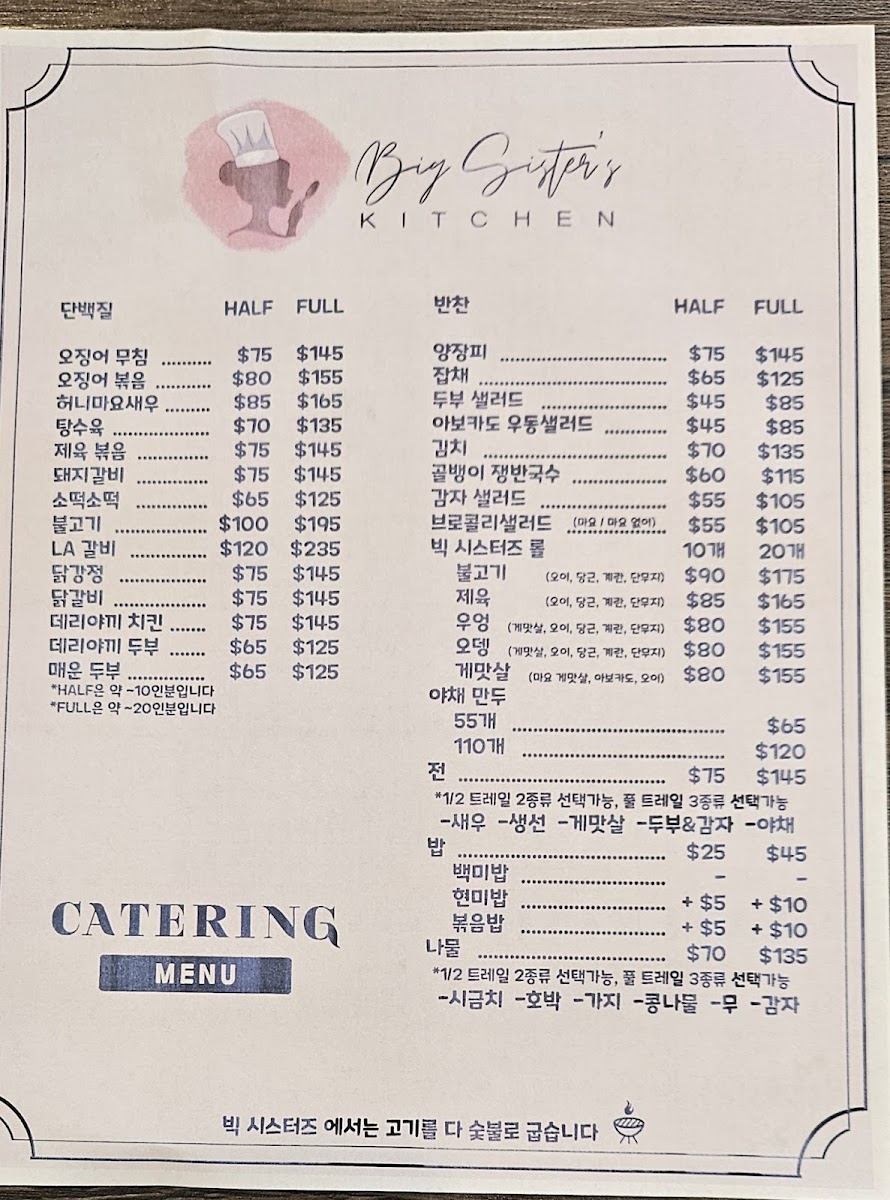 Big Sister's
KITCHEN
단백질 HALF FULL
오징어 무침 .......... $75 $145
오징어 볶음 ........... $80 $155
허니마요새우 ......... $85 $165
탕수육 ................... $70 $135
제육 볶음 .............. $75 $145
돼지갈비 .............. $75 $145
소떡소떡 .............. $65 $125
불고기 .................. $100 $195
LA 갈비 ............... $120 $235
닭강정 ................. $75 $145
닭갈비 .................. $75 $145
데리야끼 치킨 ....... $75 $145
데리야끼 두부 ....... $65 $125
매운 두부 ............... $65 $125
*HALF은 약 ~10인분입니다
*FULL은 약 ~20인분입니다
CATERING
MENU
반찬 HALF FULL
양장피 ................................. $75 $145
잡채 ..................................... $65 $125
두부 샐러드 ......................... $45 $85
아보카도 우동샐러드 ............ $45 $85
김치 ..................................... $70 $135
골뱅이 쟁반국수 ................... $60 $115
감자 샐러드 ......................... $55 $105
브로콜리샐러드 (마요 / 마요 없어) .................... $55 $105
빅 시스터즈 롤 10개 20개
불고기 (오이, 당근, 계란, 단무지) $90 $175
제육 (오이, 당근, 계란, 단무지) $85 $165
우엉 (게맛살, 오이, 당근, 계란, 단무지) $80 $155
오뎅 (게맛살, 오이, 당근, 계란, 단무지) $80 $155
게맛살 (마요 게맛살, 아보카도, 오이) $80 $155
야채 만두
55개 ........................................... $65
110개 ......................................... $120
전 ......................................... $75 $145
*1/2 트레일 2종류 선택가능, 풀 트레일 3종류 선택가능
-새우 -생선 -게맛살 -두부&감자 -야채
밥 ......................................... $25 $45
백미밥 ............................. - -
현미밥 ............................. + $5 + $10
볶음밥 ............................. + $5 + $10
나물 ...................................... $70 $135
*1/2 트레일 2종류 선택가능, 풀 트레일 3종류 선택가능
-시금치 -호박 -가지 -콩나물 -무 -감자
빅 시스터즈 에서는 고기를 다 숯불로 굽습니다